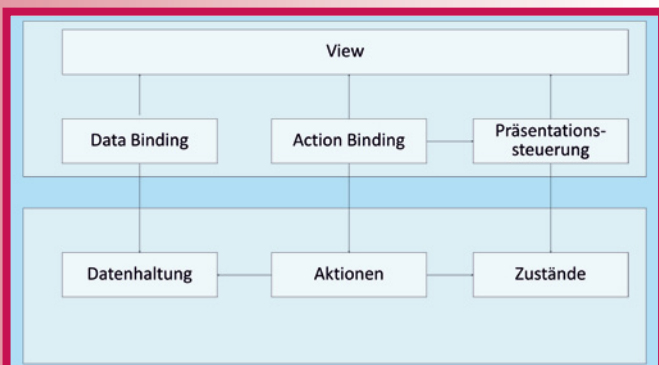 View
Data Binding
Action Binding
Präsentations-
steuerung
Datenhaltung
Aktionen
Zustände